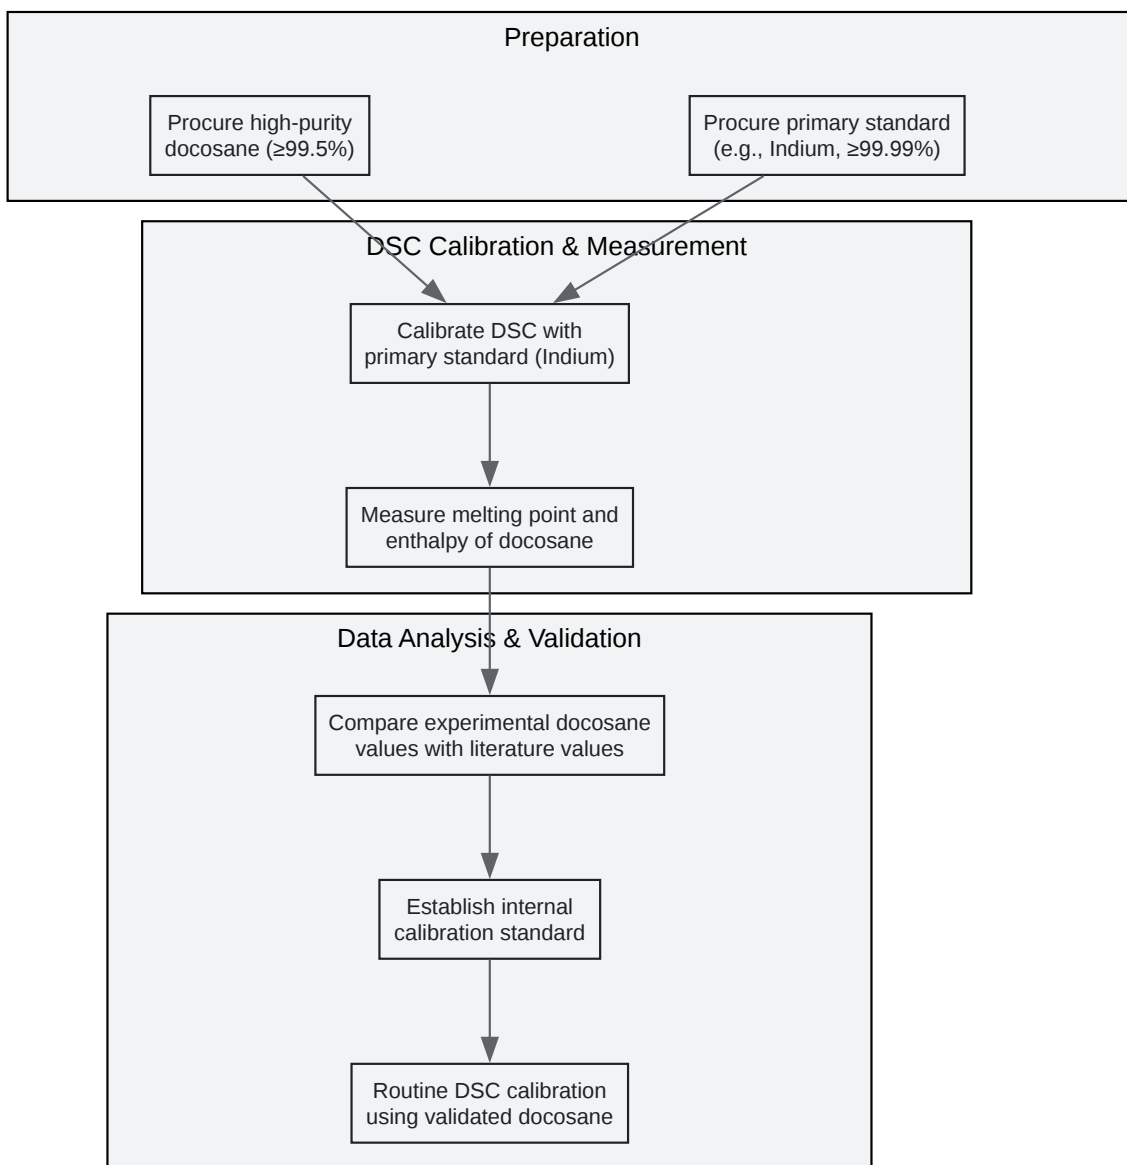 Preparation
Procure high-purity
docosane (≥99.5%)
Procure primary standard
(e.g., Indium, ≥99.99%)
DSC Calibration & Measurement
Calibrate DSC with
primary standard (Indium)
Measure melting point and
enthalpy of docosane
Data Analysis & Validation
Compare experimental docosane
values with literature values
Establish internal
calibration standard
Routine DSC calibration
using validated docosane